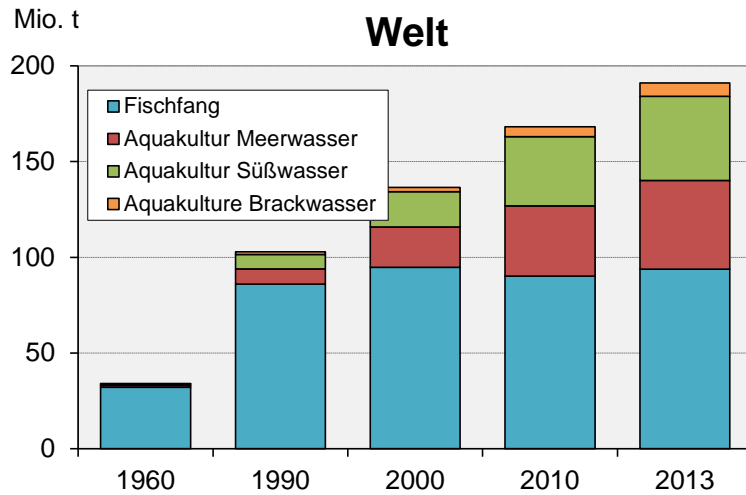 Mio. t
Welt
200
Fischfang
Aquakultur Meerwasser
Aquakultur Süßwasser
Aquakulture Brackwasser
150
100
50
0
1960 1990 2000 2010 2013